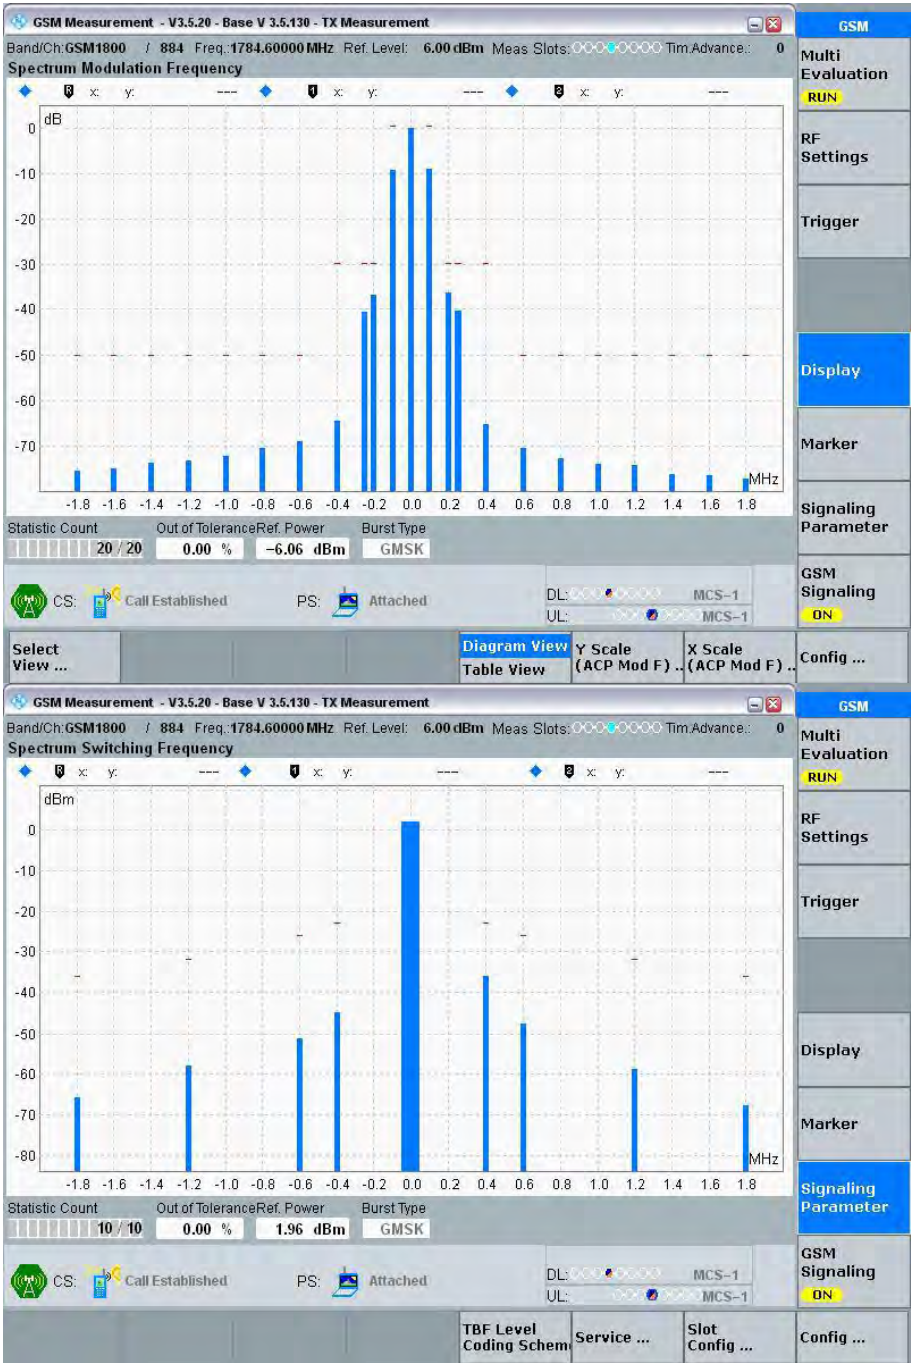 GSM Measurement - V3.5.20 - Base V 3.5.130 - TX Measurement
GSM
Band/Ch:GSM1800 / 884 Freq.:1784.60000 MHz Ref. Level: 6.00 dBm Meas Slots: Tim.Advance.: 0
Spectrum Modulation Frequency
Multi
Evaluation
RUN
R x: y: --- 1 x: y: --- 2 x: y: ---
dB
0
-10
-20
-30
-40
-50
-60
-70
MHz
-1.8 -1.6 -1.4 -1.2 -1.0 -0.8 -0.6 -0.4 -0.2 0.0 0.2 0.4 0.6 0.8 1.0 1.2 1.4 1.6 1.8
RF
Settings
Trigger
Display
Marker
Signaling
Parameter
GSM
Signaling
ON
Statistic Count Out of Tolerance Ref. Power Burst Type
20 / 20 0.00 % -6.06 dBm GMSK
CS: Call Established PS: Attached
DL: MCS-1
UL: MCS-1
Select
View ...
Diagram View
Table View
Y Scale
(ACP Mod F) ..
X Scale
(ACP Mod F) ..
Config ...
GSM Measurement - V3.5.20 - Base V 3.5.130 - TX Measurement
GSM
Band/Ch:GSM1800 / 884 Freq.:1784.60000 MHz Ref. Level: 6.00 dBm Meas Slots: Tim.Advance.: 0
Spectrum Switching Frequency
Multi
Evaluation
RUN
R x: y: --- 1 x: y: --- 2 x: y: ---
dBm
0
-10
-20
-30
-40
-50
-60
-70
-80
MHz
-1.8 -1.6 -1.4 -1.2 -1.0 -0.8 -0.6 -0.4 -0.2 0.0 0.2 0.4 0.6 0.8 1.0 1.2 1.4 1.6 1.8
RF
Settings
Trigger
Display
Marker
Signaling
Parameter
GSM
Signaling
ON
Statistic Count Out of Tolerance Ref. Power Burst Type
10 / 10 0.00 % 1.96 dBm GMSK
CS: Call Established PS: Attached
DL: MCS-1
UL: MCS-1
TBF Level
Coding Schem
Service ...
Slot
Config ...
Config ...